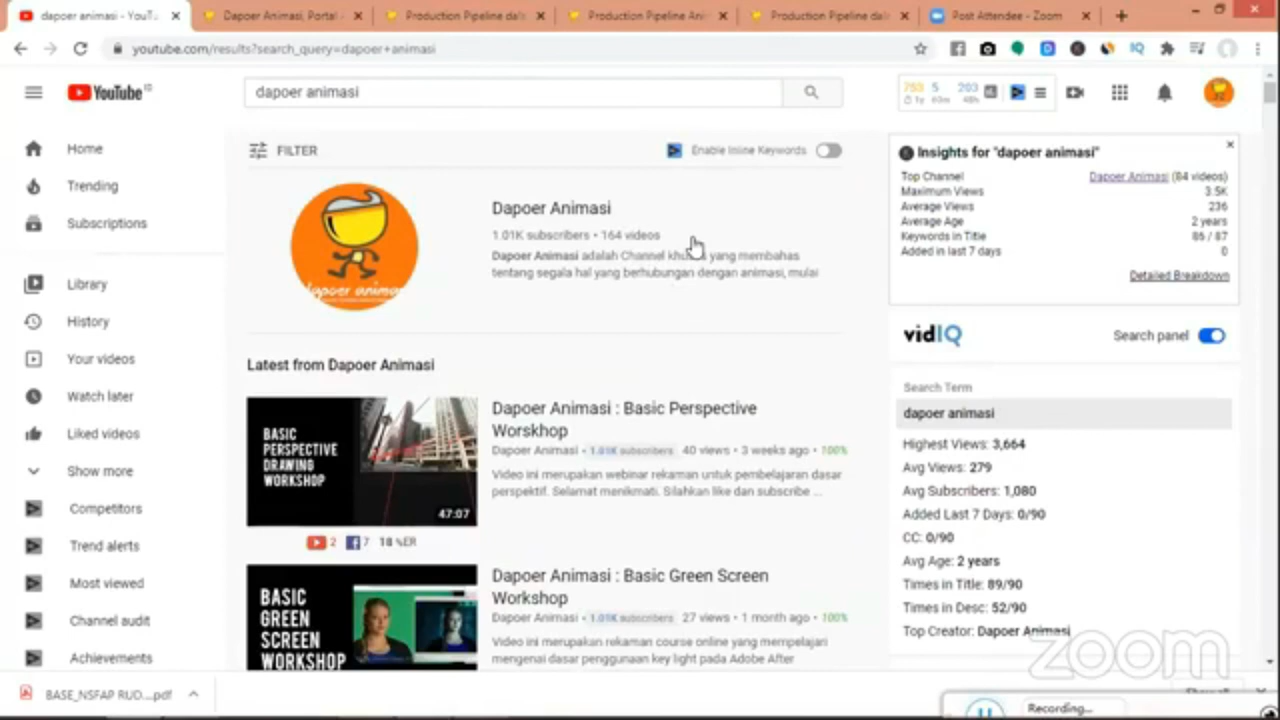 dapoer animasi - YouTu
Dapoer Animasi, Portal
Production Pipeline dal
Production Pipeline Ani
Production Pipeline dal
Post Attendee - Zoom
youtube.com/results?search_query=dapoer+animasi
YouTube ID
dapoer animasi
753 5 203
FILTER
Enable Inline Keywords
Home
Trending
Subscriptions
Library
History
Your videos
Watch later
Liked videos
Show more
Competitors
Trend alerts
Most viewed
Channel audit
Achievements
dapoer animasi
Dapoer Animasi
1.01K subscribers • 164 videos
Dapoer Animasi adalah Channel yang membahas
tentang segala hal yang berhubungan dengan animasi, mulai
Latest from Dapoer Animasi
BASIC
PERSPECTIVE
DRAWING
WORKSHOP
47:07
Dapoer Animasi : Basic Perspective
Worskhop
Dapoer Animasi • 1.01K subscribers 40 views • 3 weeks ago • 100%
Video ini merupakan webinar rekaman untuk pembelajaran dasar
perspektif. Selamat menikmati. Silahkan like dan subscribe ...
2 7 18 %ER
BASIC
GREEN
SCREEN
WORKSHOP
Dapoer Animasi : Basic Green Screen
Workshop
Dapoer Animasi • 1.01K subscribers 27 views • 1 month ago • 100%
Video ini merupakan rekaman course online yang mempelajari
mengenai dasar penggunaan key light pada Adobe After
Insights for "dapoer animasi"
Top Channel Dapoer Animasi (84 videos)
Maximum Views 3.5K
Average Views 236
Average Age 2 years
Keywords in Title 86 / 87
Added in last 7 days 0
Detailed Breakdown
vidIQ
Search panel
Search Term
dapoer animasi
Highest Views: 3,664
Avg Views: 279
Avg Subscribers: 1,080
Added Last 7 Days: 0/90
CC: 0/90
Avg Age: 2 years
Times in Title: 89/90
Times in Desc: 52/90
Top Creator: Dapoer Animasi
zoom
BASE_NSFAP RUD....pdf
Recording...